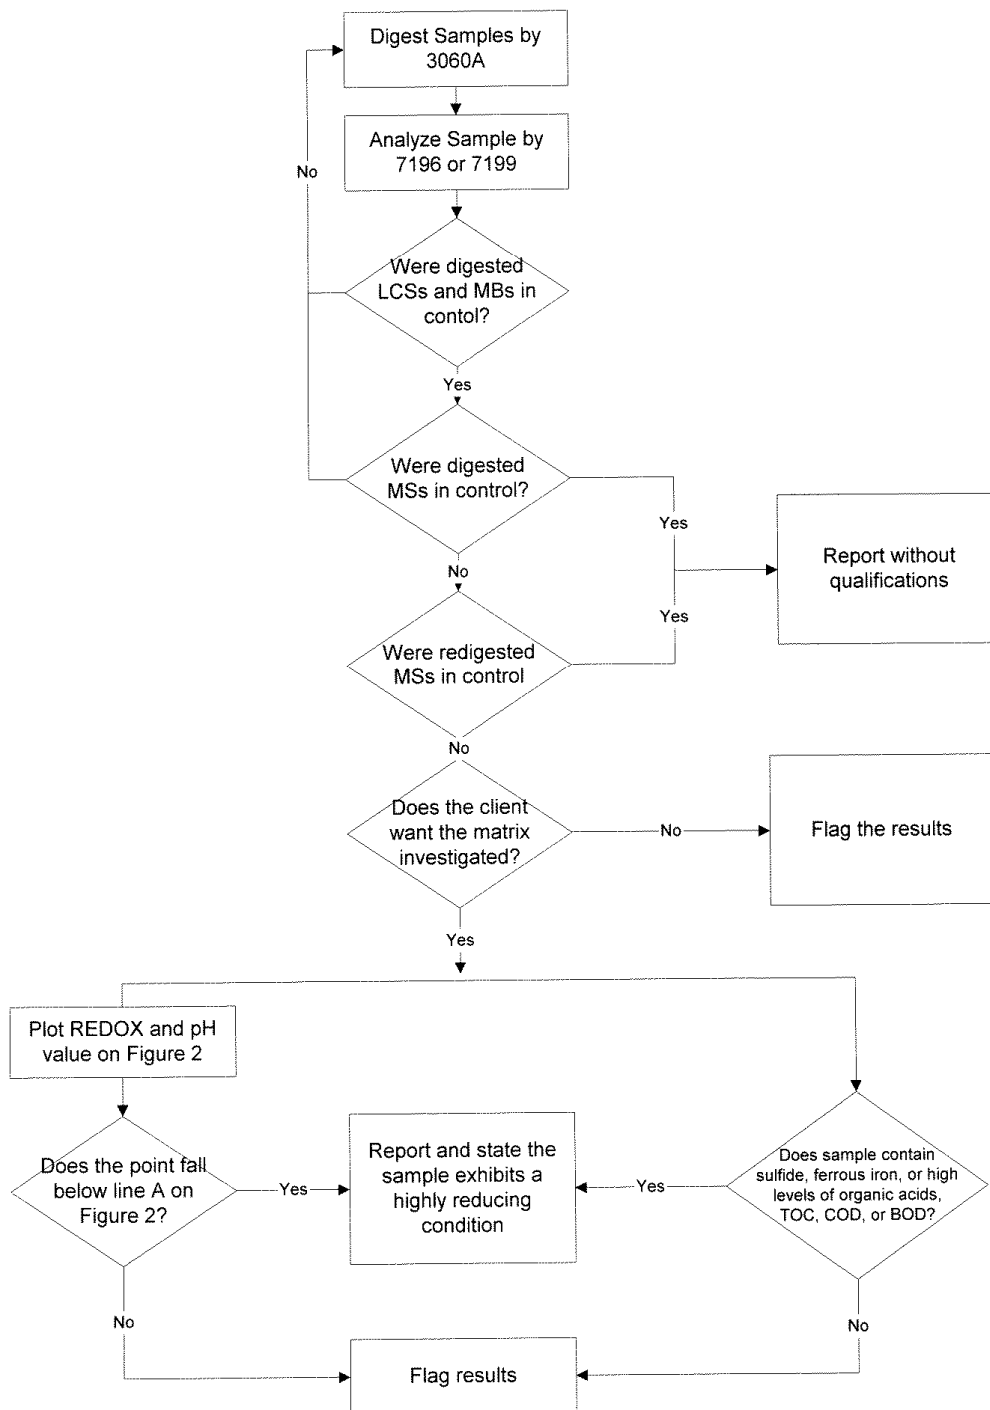 Digest Samples by
3060A
Analyze Sample by
7196 or 7199
No
Were digested
LCSs and MBs in
contol?
Yes
Were digested
MSs in control?
Yes
Report without
qualifications
No
Yes
Were redigested
MSs in control
No
Does the client
want the matrix
investigated?
No
Flag the results
Yes
Plot REDOX and pH
value on Figure 2
Does the point fall
below line A on
Figure 2?
Yes
Report and state the
sample exhibits a
highly reducing
condition
Yes
Does sample contain
sulfide, ferrous iron, or high
levels of organic acids,
TOC, COD, or BOD?
No
No
Flag results